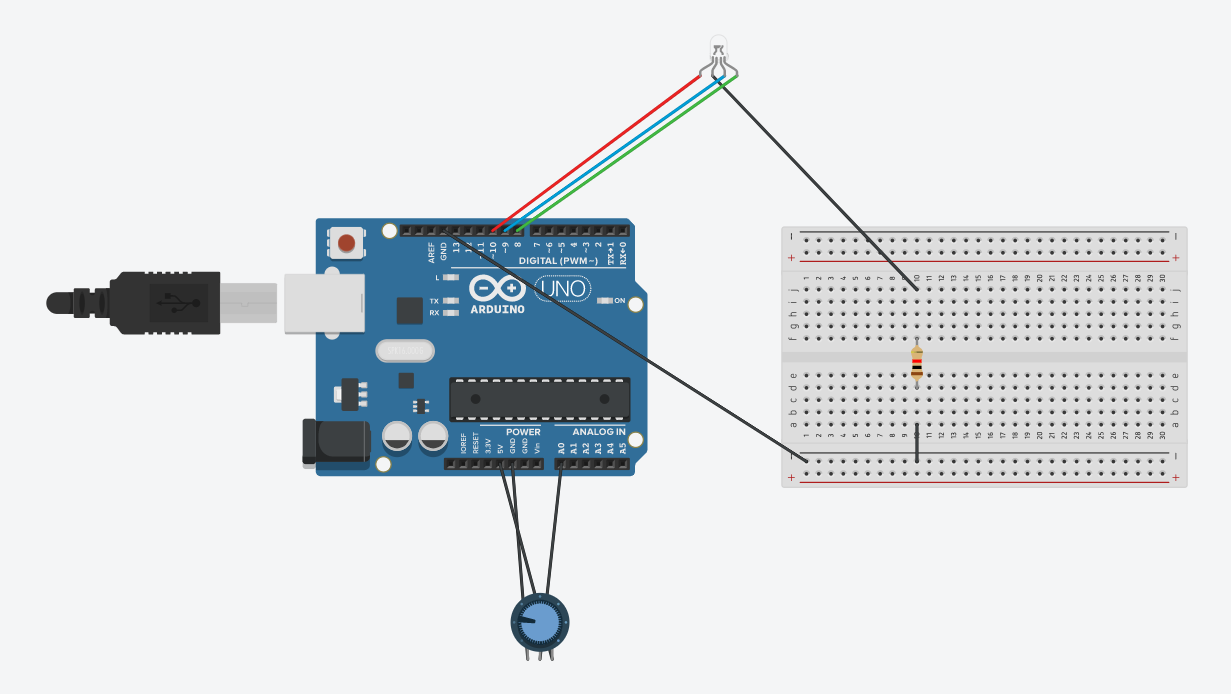 AREF
GND
13
12
~11
~10
~9
8
7
~6
~5
4
~3
2
TX→1
RX←0
DIGITAL (PWM~)
L
TX
RX
ARDUINO
UNO
ON
POWER
ANALOG IN
IOREF
RESET
3.3V
5V
GND
GND
Vin
A0
A1
A2
A3
A4
A5
− −
+ +
1 2 3 4 5 6 7 8 9 10 11 12 13 14 15 16 17 18 19 20 21 22 23 24 25 26 27 28 29 30
j j
i i
h h
g g
f f
e e
d d
c c
b b
a a
1 2 3 4 5 6 7 8 9 10 11 12 13 14 15 16 17 18 19 20 21 22 23 24 25 26 27 28 29 30
− −
+ +